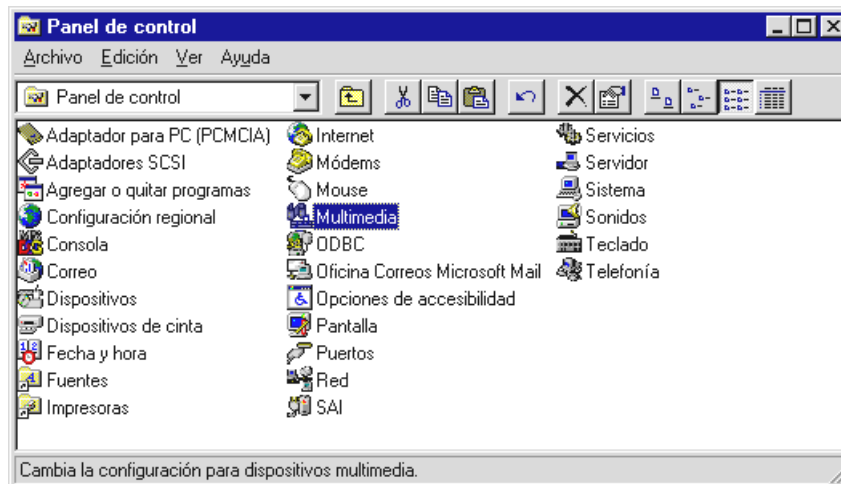 Panel de control
Archivo Edición Ver Ayuda
Panel de control
Adaptador para PC (PCMCIA)
Adaptadores SCSI
Agregar o quitar programas
Configuración regional
Consola
Correo
Dispositivos
Dispositivos de cinta
Fecha y hora
Fuentes
Impresoras
Internet
Módems
Mouse
Multimedia
ODBC
Oficina Correos Microsoft Mail
Opciones de accesibilidad
Pantalla
Puertos
Red
SAI
Servicios
Servidor
Sistema
Sonidos
Teclado
Telefonía
Cambia la configuración para dispositivos multimedia.